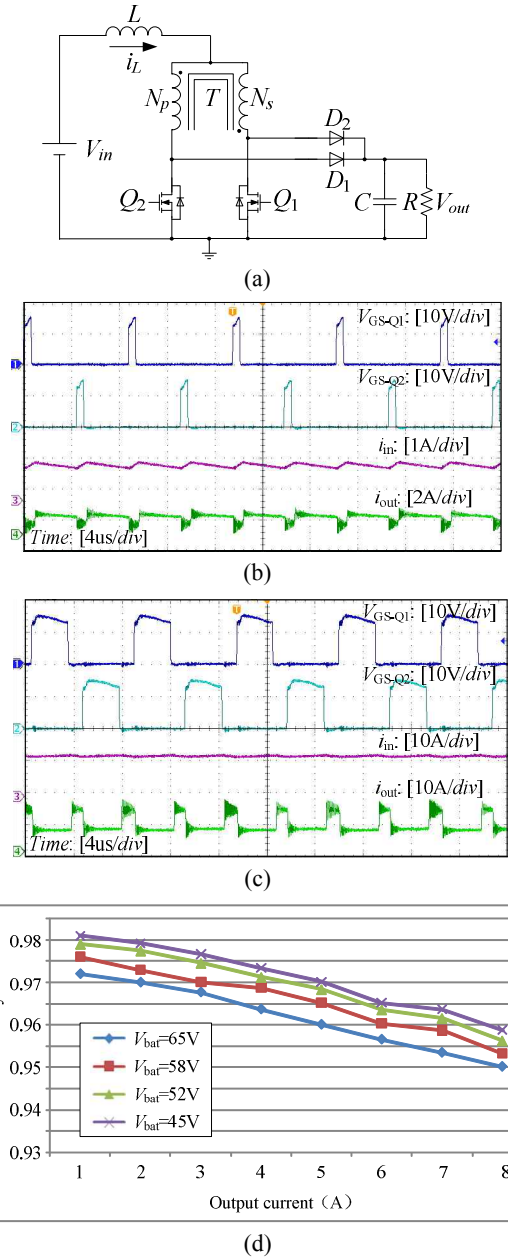 L
i_L
N_p T N_s
D_2
V_in
D_1
Q_2 Q_1 C R V_out
(a)
T
V_GS-Q1: [10V/div]
1
V_GS-Q2: [10V/div]
2
i_in: [1A/div]
3
i_out: [2A/div]
4
Time: [4us/div]
(b)
T
V_GS-Q1: [10V/div]
1
V_GS-Q2: [10V/div]
2
i_in: [10A/div]
3
i_out: [10A/div]
4
Time: [4us/div]
(c)
0.98
0.97
0.96
0.95
0.94
0.93
y
V_bat=65V
V_bat=58V
V_bat=52V
V_bat=45V
1 2 3 4 5 6 7 8
Output current（A）
(d)